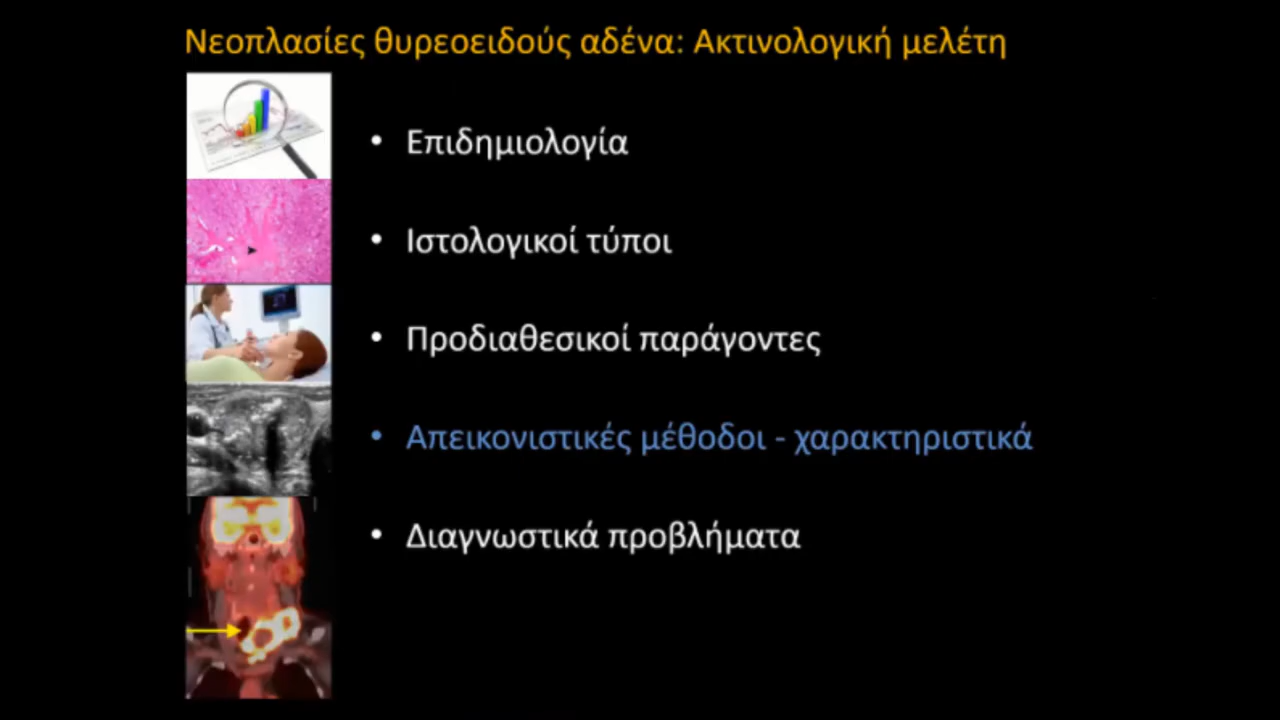 Νεοπλασίες θυρεοειδούς αδένα: Ακτινολογική μελέτη
• Επιδημιολογία
• Ιστολογικοί τύποι
• Προδιαθεσικοί παράγοντες
• Απεικονιστικές μέθοδοι - χαρακτηριστικά
• Διαγνωστικά προβλήματα